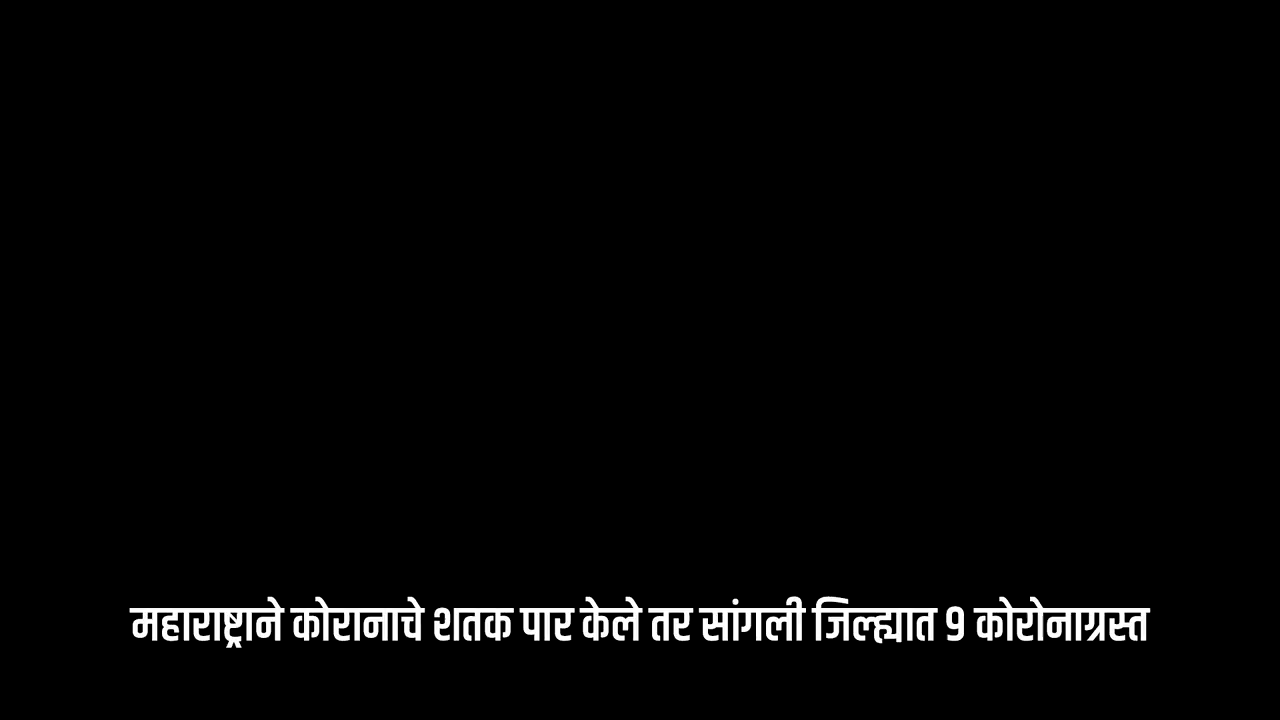 महाराष्ट्राने कोरानाचे शतक पार केले तर सांगली जिल्ह्यात 9 कोरोनाग्रस्त